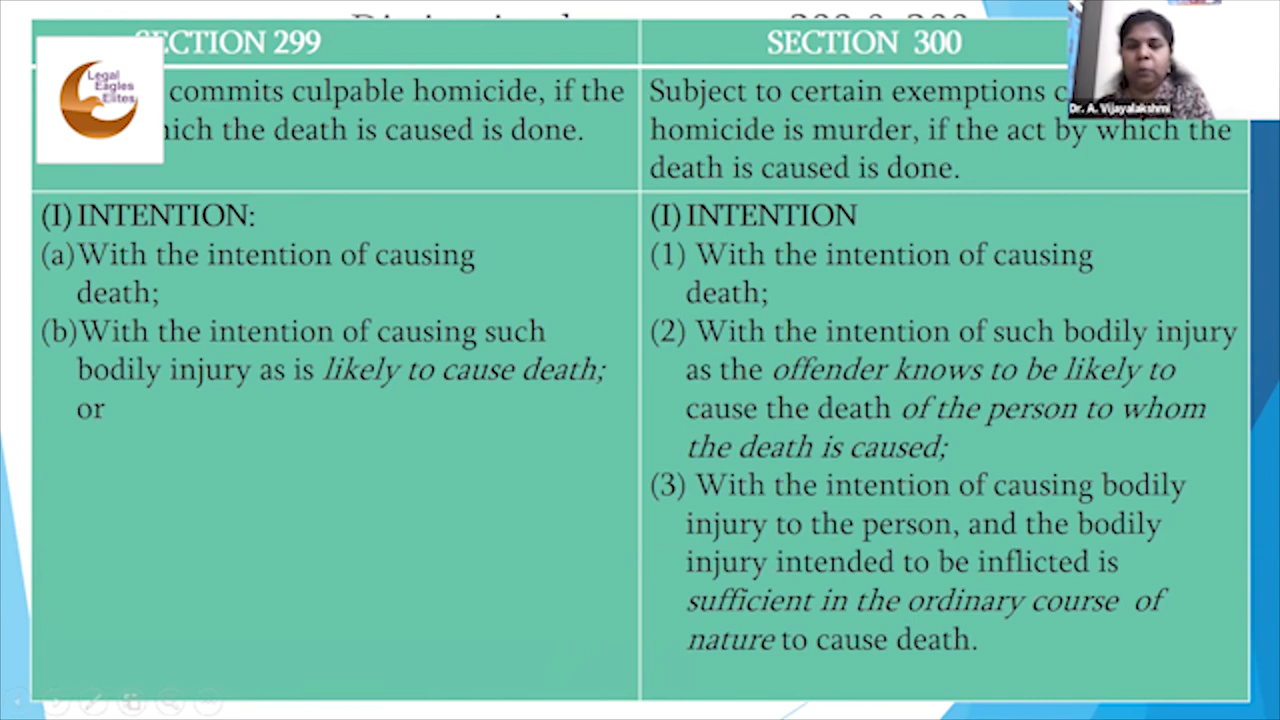 299 & 300
SECTION 299
SECTION 300
Legal
Eagles
Elites
commits culpable homicide, if the
which the death is caused is done.
Subject to certain exemptions
homicide is murder, if the act by which the
death is caused is done.
Dr. A. Vijayalakshmi
(I) INTENTION:
(a)With the intention of causing
death;
(b)With the intention of causing such
bodily injury as is likely to cause death;
or
(I) INTENTION
(1) With the intention of causing
death;
(2) With the intention of such bodily injury
as the offender knows to be likely to
cause the death of the person to whom
the death is caused;
(3) With the intention of causing bodily
injury to the person, and the bodily
injury intended to be inflicted is
sufficient in the ordinary course of
nature to cause death.